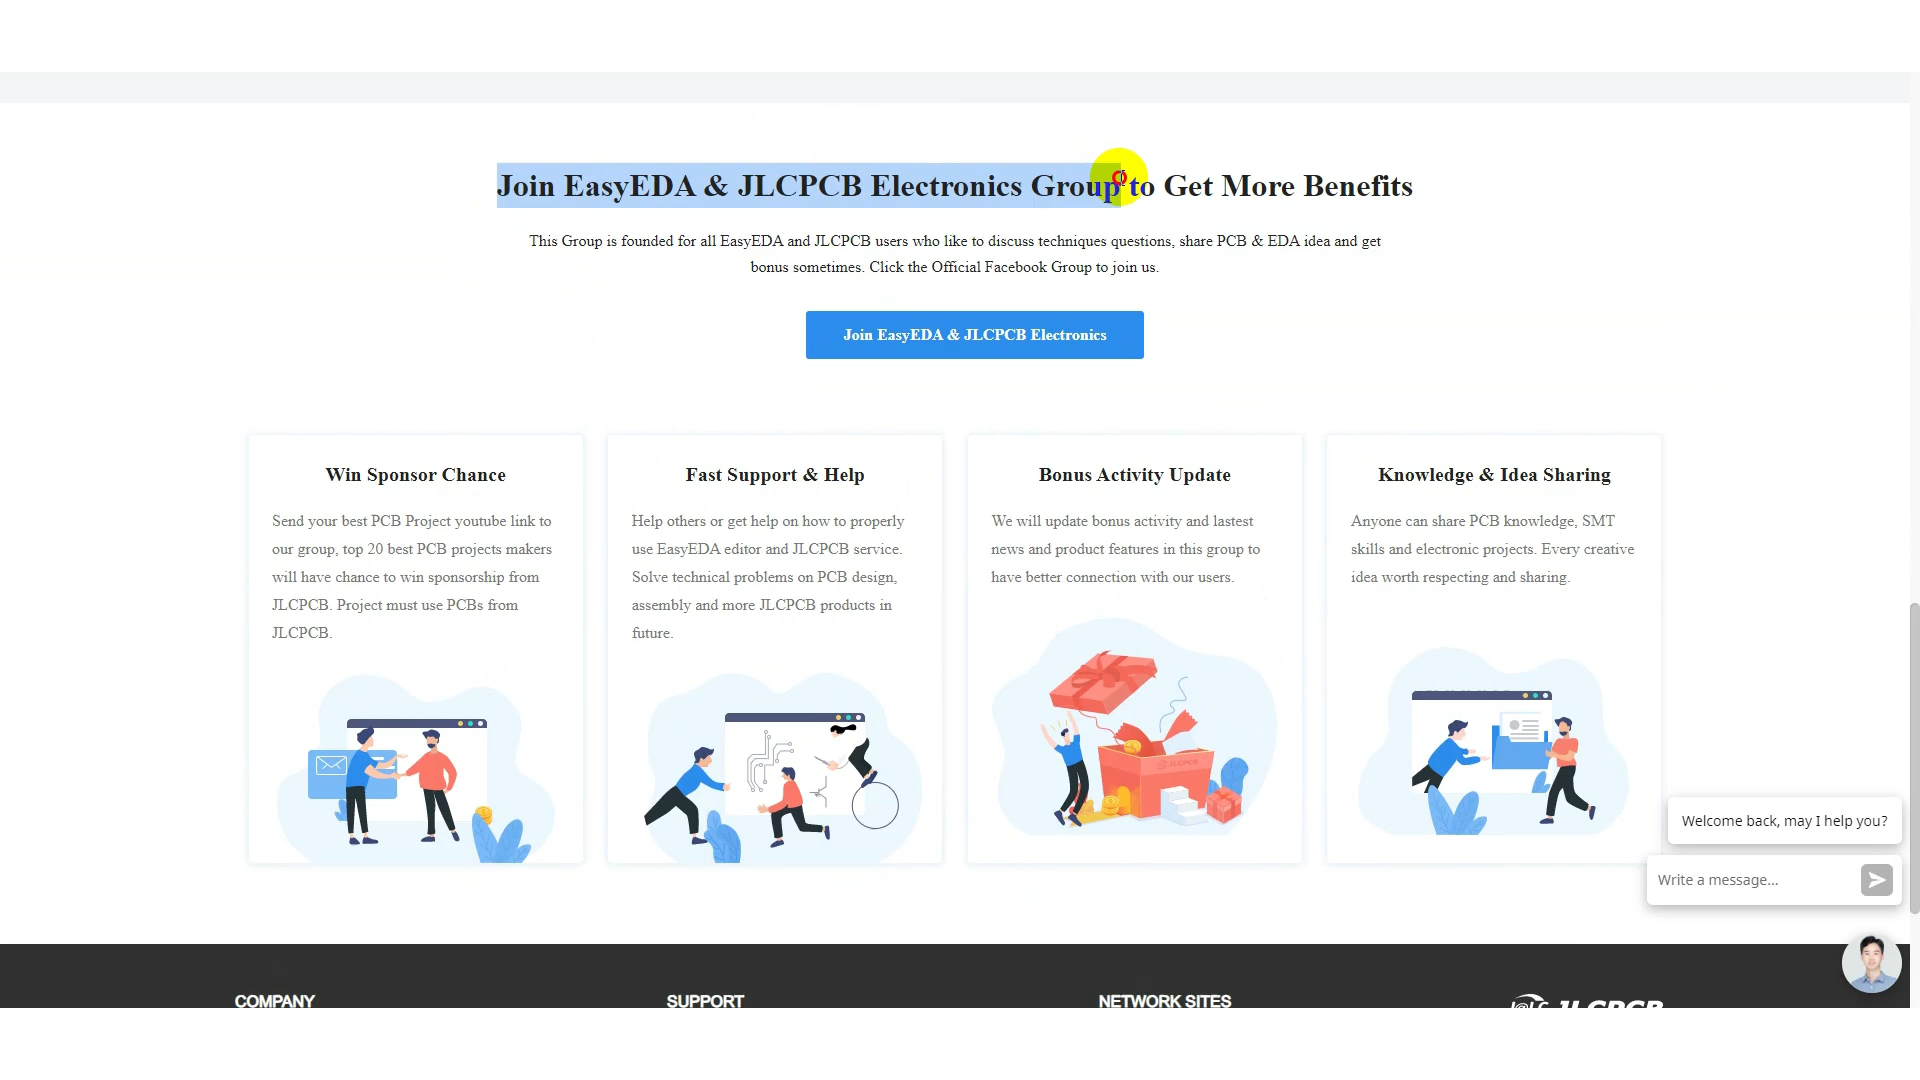 Join EasyEDA & JLCPCB Electronics Group to Get More Benefits
This Group is founded for all EasyEDA and JLCPCB users who like to discuss techniques questions, share PCB & EDA idea and get
bonus sometimes. Click the Official Facebook Group to join us.
Join EasyEDA & JLCPCB Electronics
Win Sponsor Chance
Send your best PCB Project youtube link to
our group, top 20 best PCB projects makers
will have chance to win sponsorship from
JLCPCB. Project must use PCBs from
JLCPCB.
Fast Support & Help
Help others or get help on how to properly
use EasyEDA editor and JLCPCB service.
Solve technical problems on PCB design,
assembly and more JLCPCB products in
future.
Bonus Activity Update
We will update bonus activity and lastest
news and product features in this group to
have better connection with our users.
JLCPCB
Knowledge & Idea Sharing
Anyone can share PCB knowledge, SMT
skills and electronic projects. Every creative
idea worth respecting and sharing.
Welcome back, may I help you?
Write a message...
COMPANY
SUPPORT
NETWORK SITES
JLCPCB